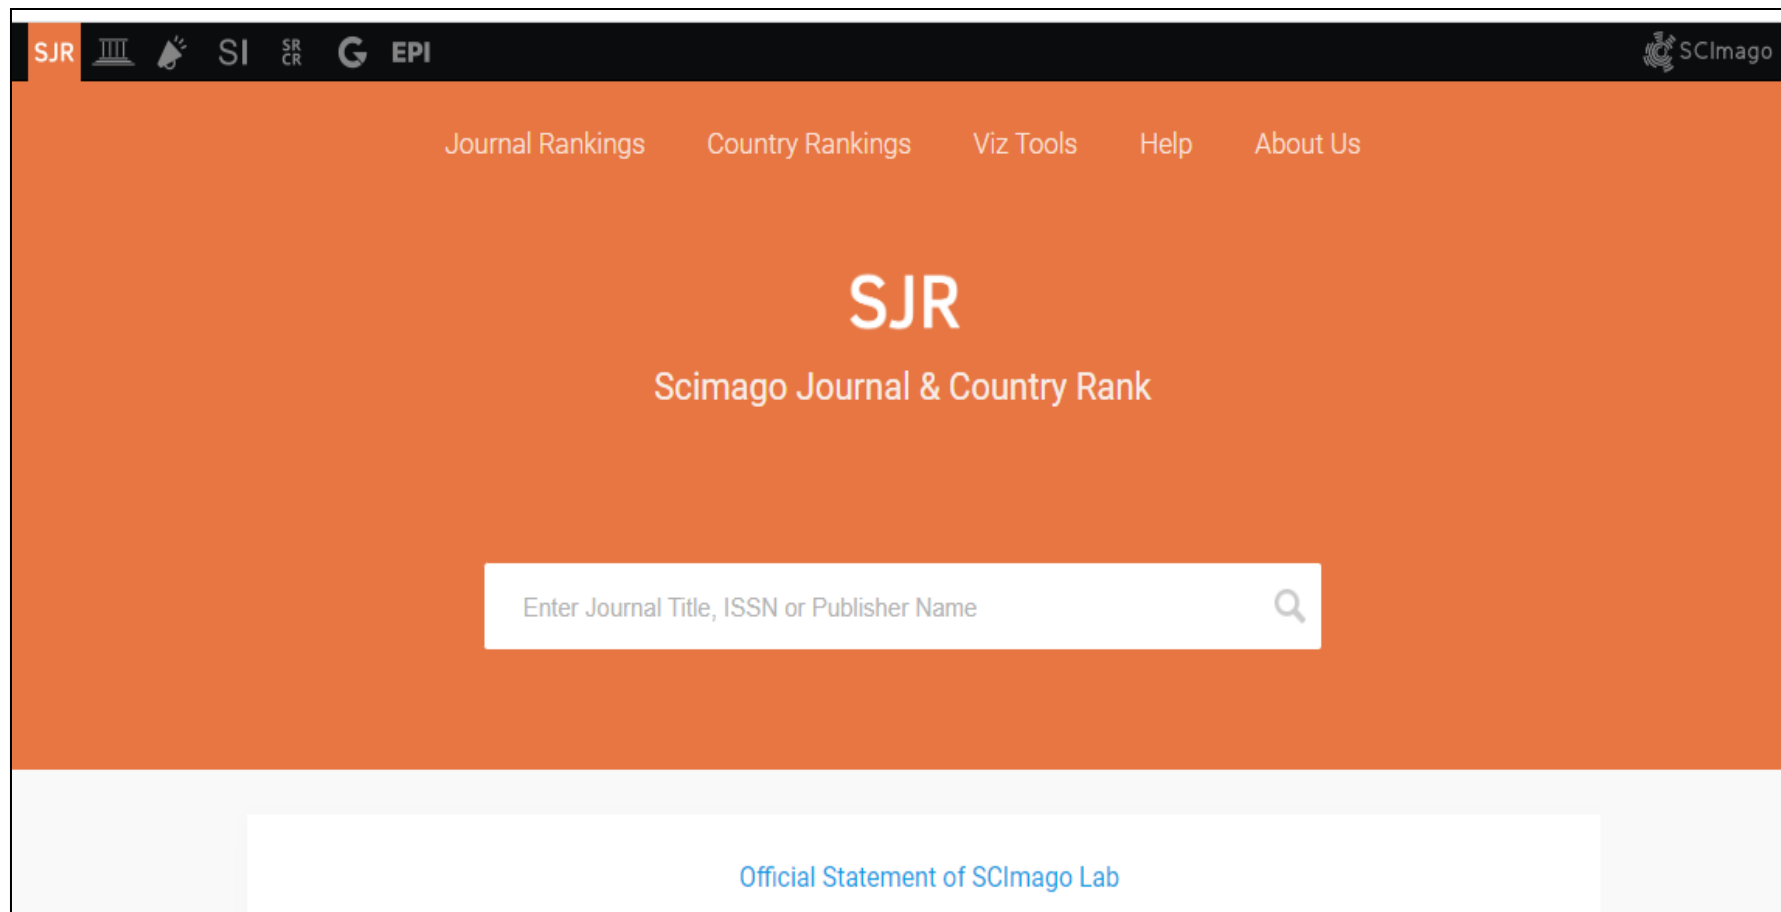 SJR SI SR CR G EPI SCImago
Journal Rankings Country Rankings Viz Tools Help About Us
SJR
Scimago Journal & Country Rank
Enter Journal Title, ISSN or Publisher Name
Official Statement of SCImago Lab